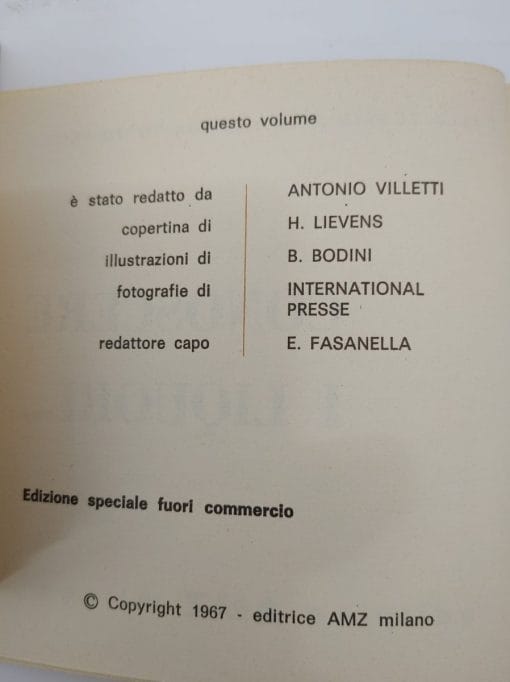 questo volume
è stato redatto da ANTONIO VILLETTI
copertina di H. LIEVENS
illustrazioni di B. BODINI
fotografie di INTERNATIONAL
PRESSE
redattore capo E. FASANELLA
Edizione speciale fuori commercio
© Copyright 1967 - editrice AMZ milano